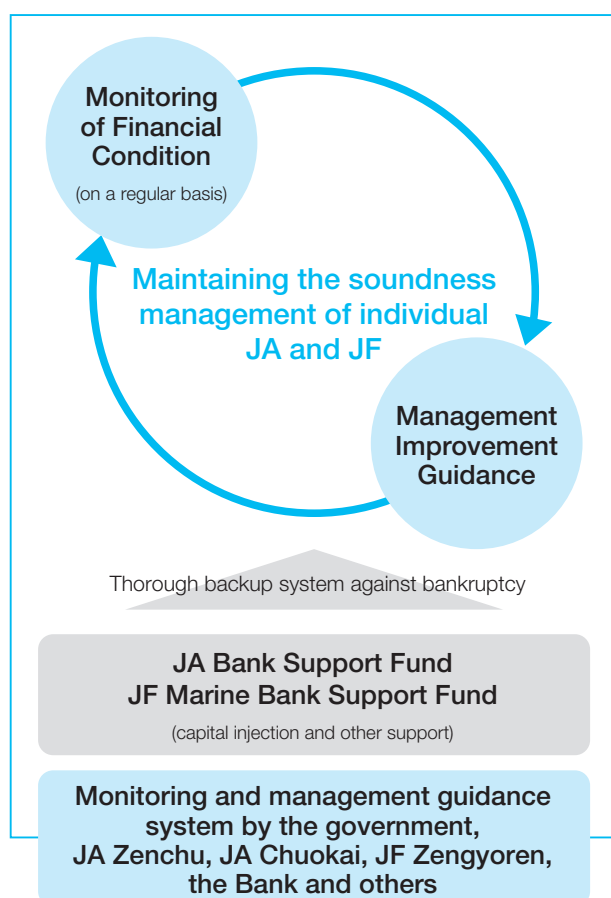 Monitoring
of Financial
Condition
(on a regular basis)
Maintaining the soundness
management of individual
JA and JF
Management
Improvement
Guidance
Thorough backup system against bankruptcy
JA Bank Support Fund
JF Marine Bank Support Fund
(capital injection and other support)
Monitoring and management guidance
system by the government,
JA Zenchu, JA Chuokai, JF Zengyoren,
the Bank and others